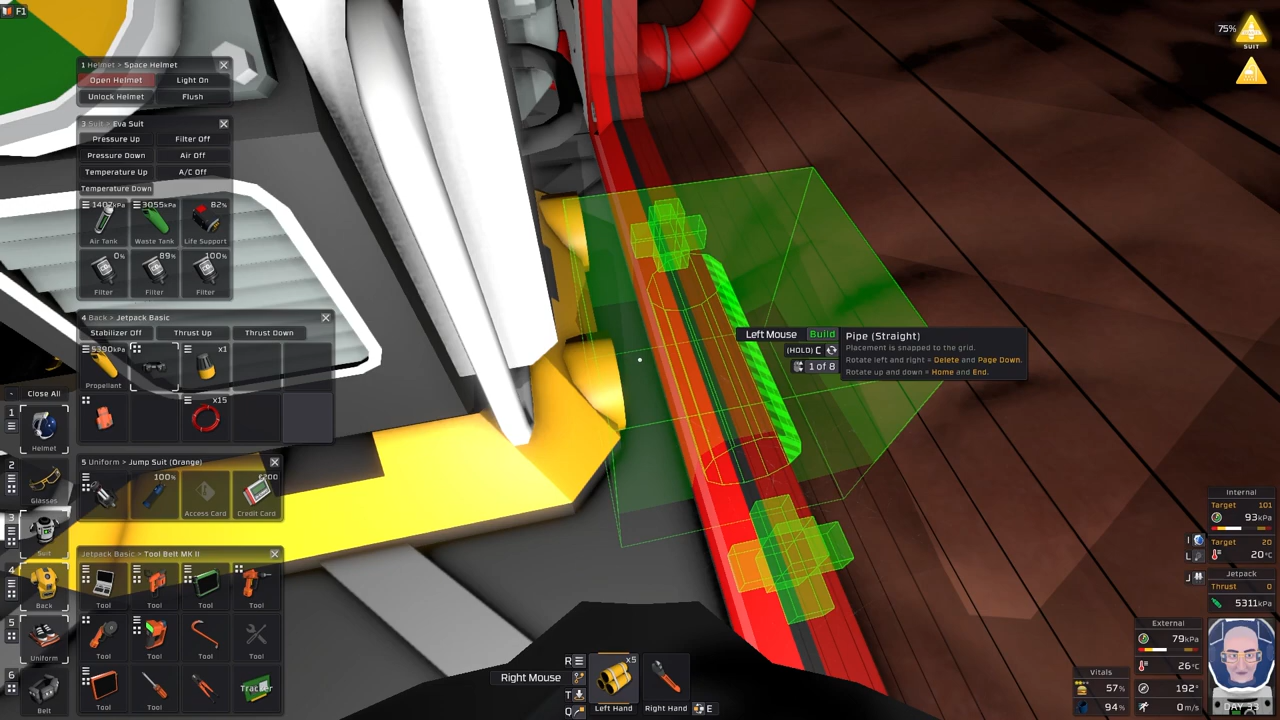 F1
75%
SUIT
1 Helmet > Space Helmet
Open Helmet
Light On
Unlock Helmet
Flush
3 Suit > Eva Suit
Pressure Up
Filter Off
Pressure Down
Air Off
Temperature Up
A/C Off
Temperature Down
1407kPa
3055kPa
82%
Air Tank
Waste Tank
Life Support
0%
89%
100%
Filter
Filter
Filter
4 Back > Jetpack Basic
Stabilizer Off
Thrust Up
Thrust Down
5390kPa
x1
Propellant
x15
Close All
1
Helmet
2
Glasses
3
Suit
4
Back
5
Uniform
6
Belt
5 Uniform > Jump Suit (Orange)
100%
€200
Access Card
Credit Card
Jetpack Basic > Tool Belt MK II
Tool
Tool
Tool
Tool
Tool
Tool
Tool
Tool
Tool
Tool
Tool
Tracker
Left Mouse
Build
(HOLD) C
1 of 8
Pipe (Straight)
Placement is snapped to the grid.
Rotate left and right = Delete and Page Down.
Rotate up and down = Home and End.
Right Mouse
R
T
Q
x5
Left Hand
Right Hand
E
Internal
Target 101
93kPa
Target 20
20°C
I
L
J
Jetpack
Thrust 0
5311kPa
External
79kPa
26°C
192°
0m/s
Vitals
57%
94%
DAY 33